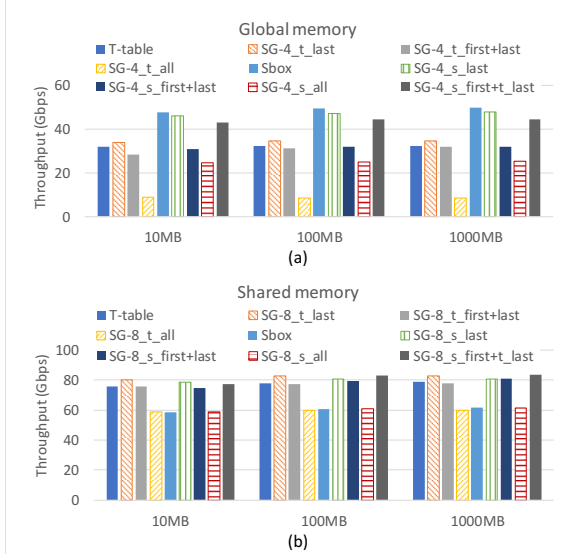 Global memory
T-table SG-4_t_last SG-4_t_first+last
SG-4_t_all Sbox SG-4_s_last
SG-4_s_first+last SG-4_s_all SG-4_s_first+t_last
Throughput (Gbps)
60
40
20
0
10MB 100MB 1000MB
(a)
Shared memory
T-table SG-8_t_last SG-8_t_first+last
SG-8_t_all Sbox SG-8_s_last
SG-8_s_first+last SG-8_s_all SG-8_s_first+t_last
Throughput (Gbps)
100
80
60
40
20
0
10MB 100MB 1000MB
(b)